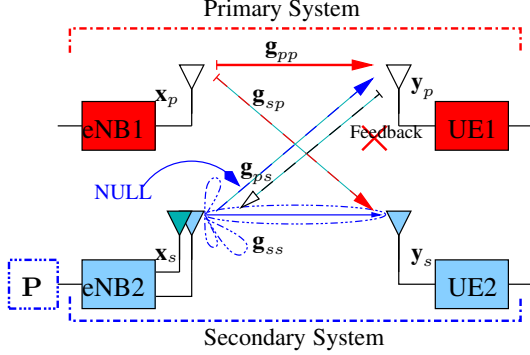 Primary System
g_pp
x_p
y_p
g_sp
eNB1
Feedback
UE1
g_ps
NULL
x_s
g_ss
y_s
P
eNB2
UE2
Secondary System